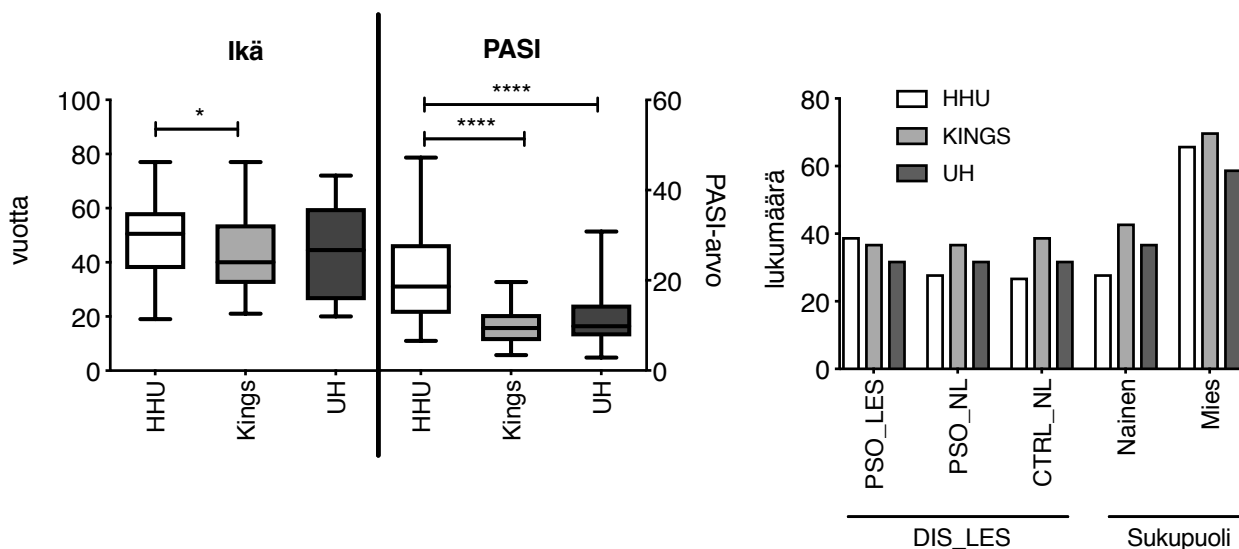 Ikä
PASI
vuotta
100
80
60
40
20
0
*
HHU
Kings
UH
****
****
60
40
20
0
PASI-arvo
HHU
Kings
UH
lukumäärä
80
60
40
20
0
HHU
KINGS
UH
PSO_LES
PSO_NL
CTRL_NL
Nainen
Mies
DIS_LES
Sukupuoli